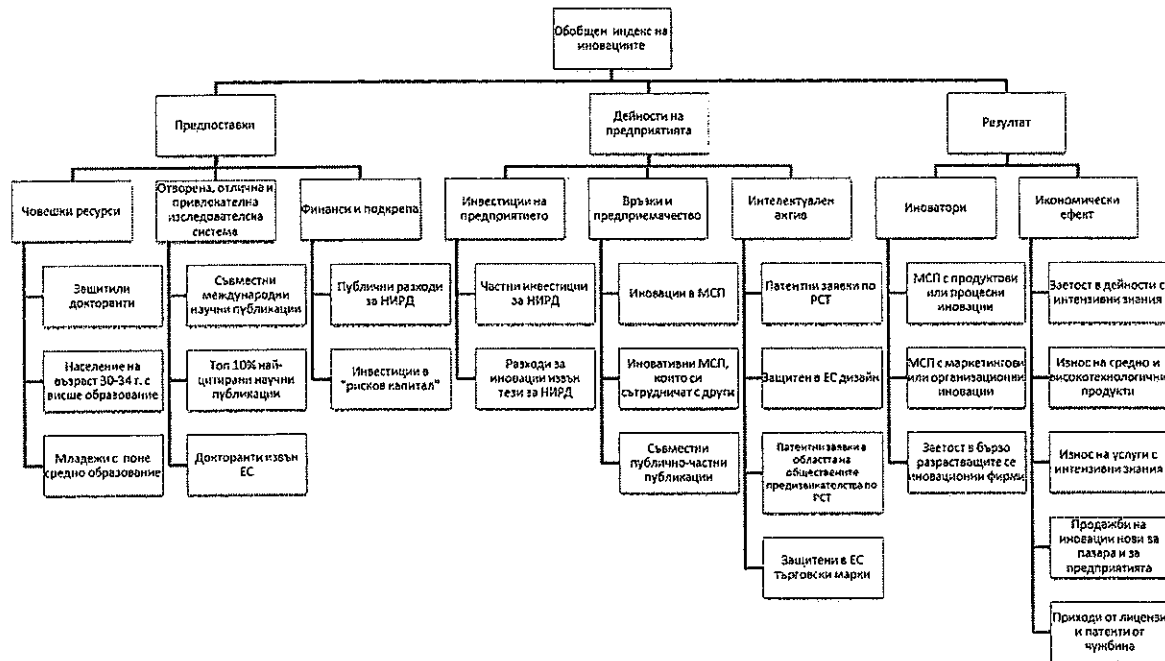 Обобщен индекс на
иновациите
Предпоставки
Дейности на
предприятията
Резултат
Човешки ресурси
Отворена, отлична и
привлекателна
изследователска
система
Финанси и подкрепа
Инвестиции на
предприятието
Връзки и
предприемачество
Интелектувлен
актив
Иноватори
Икономически
ефект
Защитили
докторанти
Население на
възраст 30-34 г. с
висше образование
Младежи с поне
средно образование
Съвместни
международни
научни публикации
Топ 10% най-
цитирани научни
публикации
Докторанти извън
ЕС
Публични разходи
за НИРД
Инвестиции в
"рисков капитал"
Частни инвестиции
за НИРД
Разходи за
иновации извън
тези за НИРД
Иновации в МСП
Иновативни МСП,
които си
сътрудничат с други
Съвместни
публично-частни
публикации
Патентни заявки по
РСТ
Защитен в ЕС дизайн
Патентни заявки в
областта на
обществените
предизвикателства по
РСТ
Защитени в ЕС
търговски марки
МСП с продуктови
или процесни
иновации
МСП с маркетингови
или организационни
иновации
Заетост в бързо
разрастващите се
иновационни фирми
Заетост в дейности с
интензивни знания
Износ на средно и
високотехнологични
продукти
Износ на услуги с
интензивни знания
Продажби на
иновации нови за
пазара и за
предприятията
Приходи от лицензи
и патенти от
чужбина